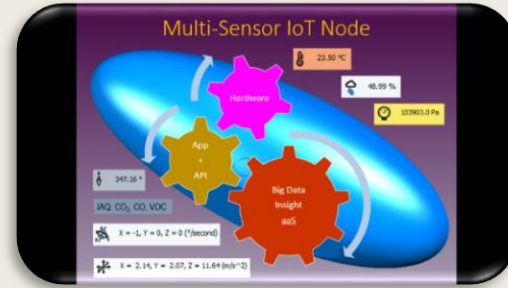 Multi-Sensor IoT Node
23.50 °C
48.99 %
103903.0 Pa
Hardware
App
+
API
Big Data
Insight
aaS
347.16 °
IAQ: CO₂, CO, VOC
X = -1, Y = 0, Z = 0 (°/second)
X = 2.14, Y = 2.07, Z = 11.64 (m/s^2)